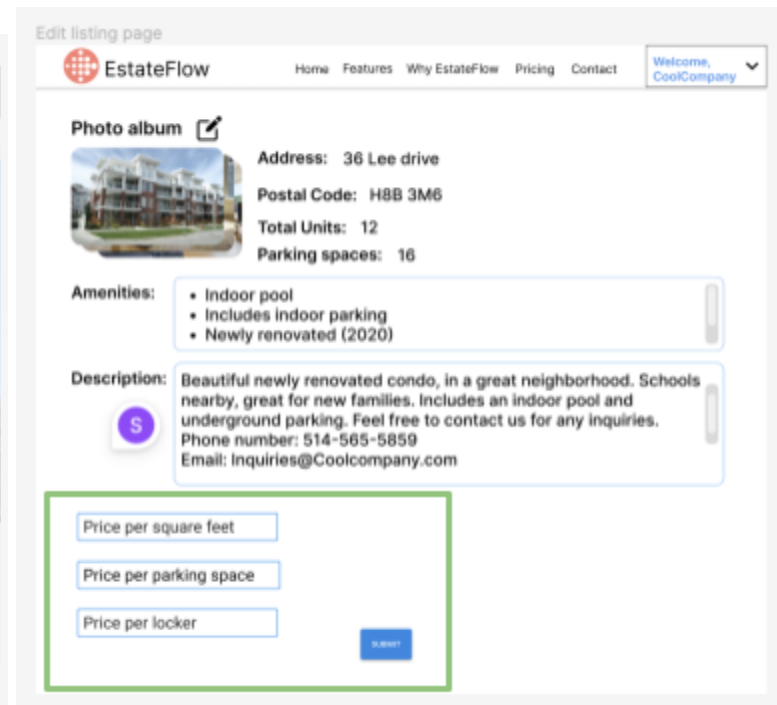 Edit listing page
EstateFlow
Home Features Why EstateFlow Pricing Contact
Welcome,
CoolCompany
Photo album
Address: 36 Lee drive
Postal Code: H8B 3M6
Total Units: 12
Parking spaces: 16
Amenities:
• Indoor pool
• Includes indoor parking
• Newly renovated (2020)
Description:
Beautiful newly renovated condo, in a great neighborhood. Schools
nearby, great for new families. Includes an indoor pool and
underground parking. Feel free to contact us for any inquiries.
Phone number: 514-565-5859
Email: Inquiries@Coolcompany.com
S
Price per square feet
Price per parking space
Price per locker
SUBMIT